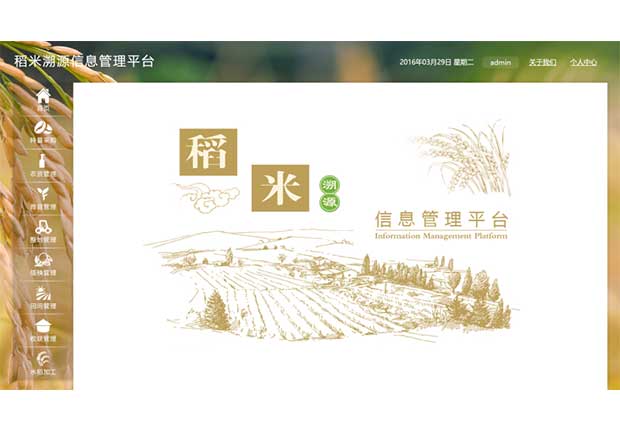 稻米溯源信息管理平台
2016年03月29日 星期二
admin
关于我们
个人中心
首页
种苗采购
农资管理
育苗管理
整地管理
插秧管理
田间管理
收获管理
水稻加工
稻
米
溯
源
信息管理平台
Information Management Platform